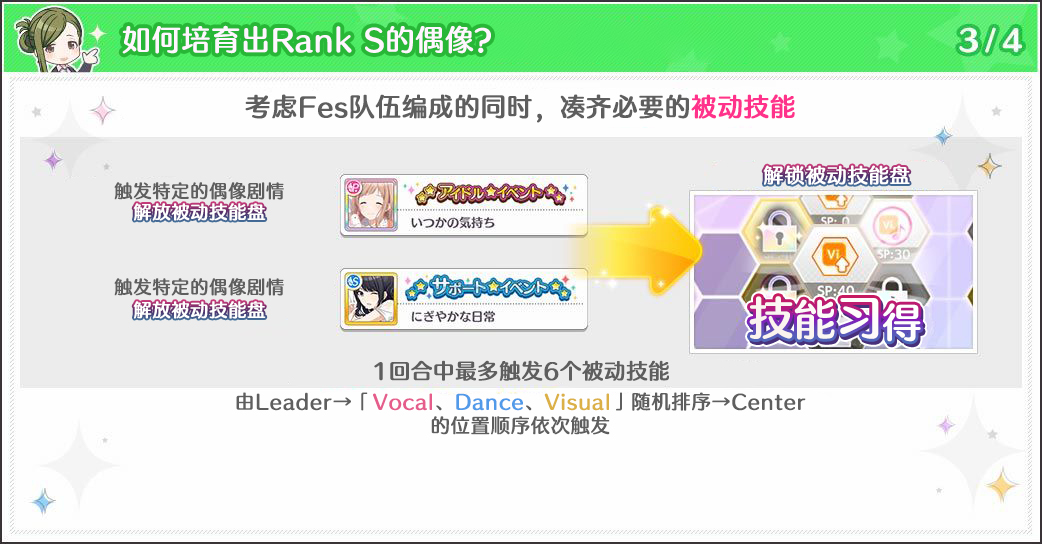 如何培育出Rank S的偶像?
3/4
考虑Fes队伍编成的同时，凑齐必要的被动技能
触发特定的偶像剧情
解放被动技能盘
アイドル★イベント
いつかの気持ち
触发特定的偶像剧情
解放被动技能盘
サポート★イベント
にぎやかな日常
解锁被动技能盘
SP: 0
Vi
SP:30
Vi
SP:40
技能习得
1回合中最多触发6个被动技能
由Leader→「Vocal、Dance、Visual」随机排序→Center
的位置顺序依次触发